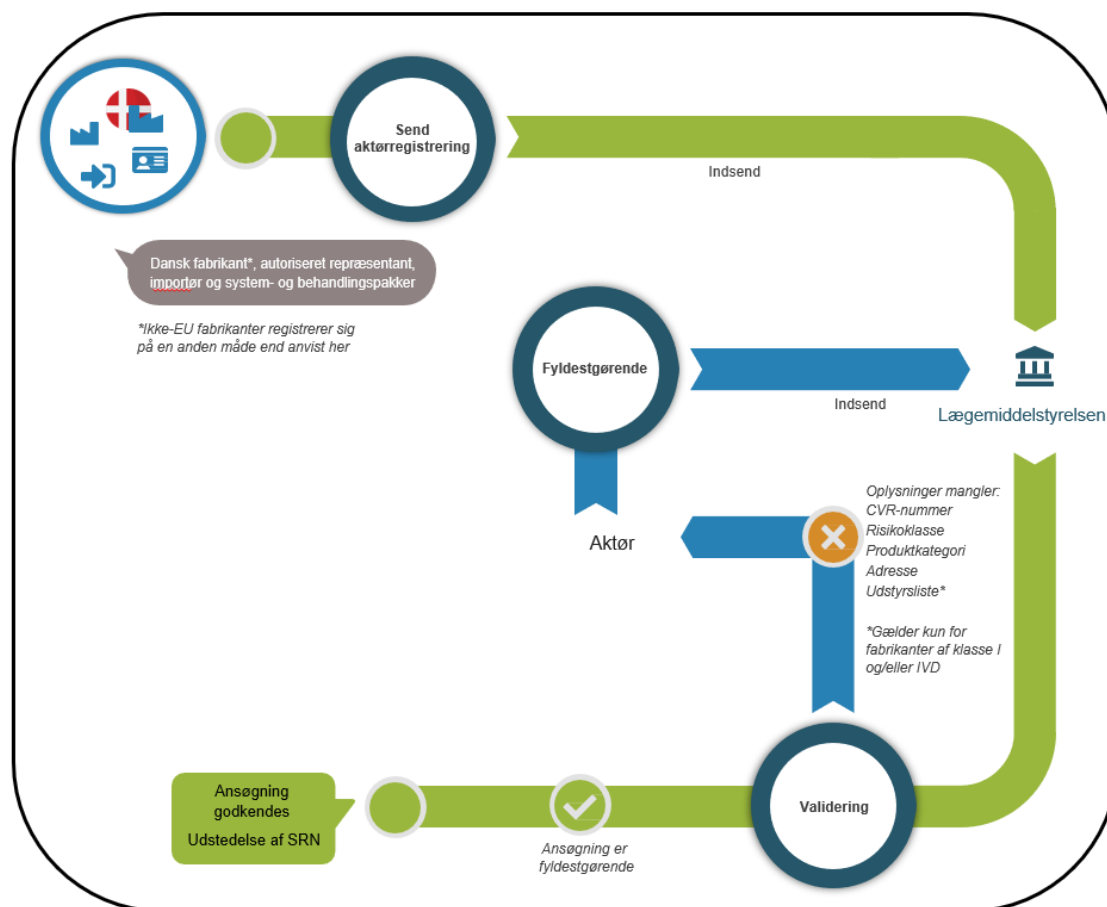 Send
aktørregistrering
Indsend
Dansk fabrikant*, autoriseret repræsentant,
importør og system- og behandlingspakker
*Ikke-EU fabrikanter registrerer sig
på en anden måde end anvist her
Fyldestgørende
Indsend
Lægemiddelstyrelsen
Oplysninger mangler:
CVR-nummer
Risikoklasse
Produktkategori
Adresse
Udstyrsliste*
*Gælder kun for
fabrikanter af klasse I
og/eller IVD
Aktør
Validering
Ansøgning er
fyldestgørende
Ansøgning
godkendes
Udstedelse af SRN